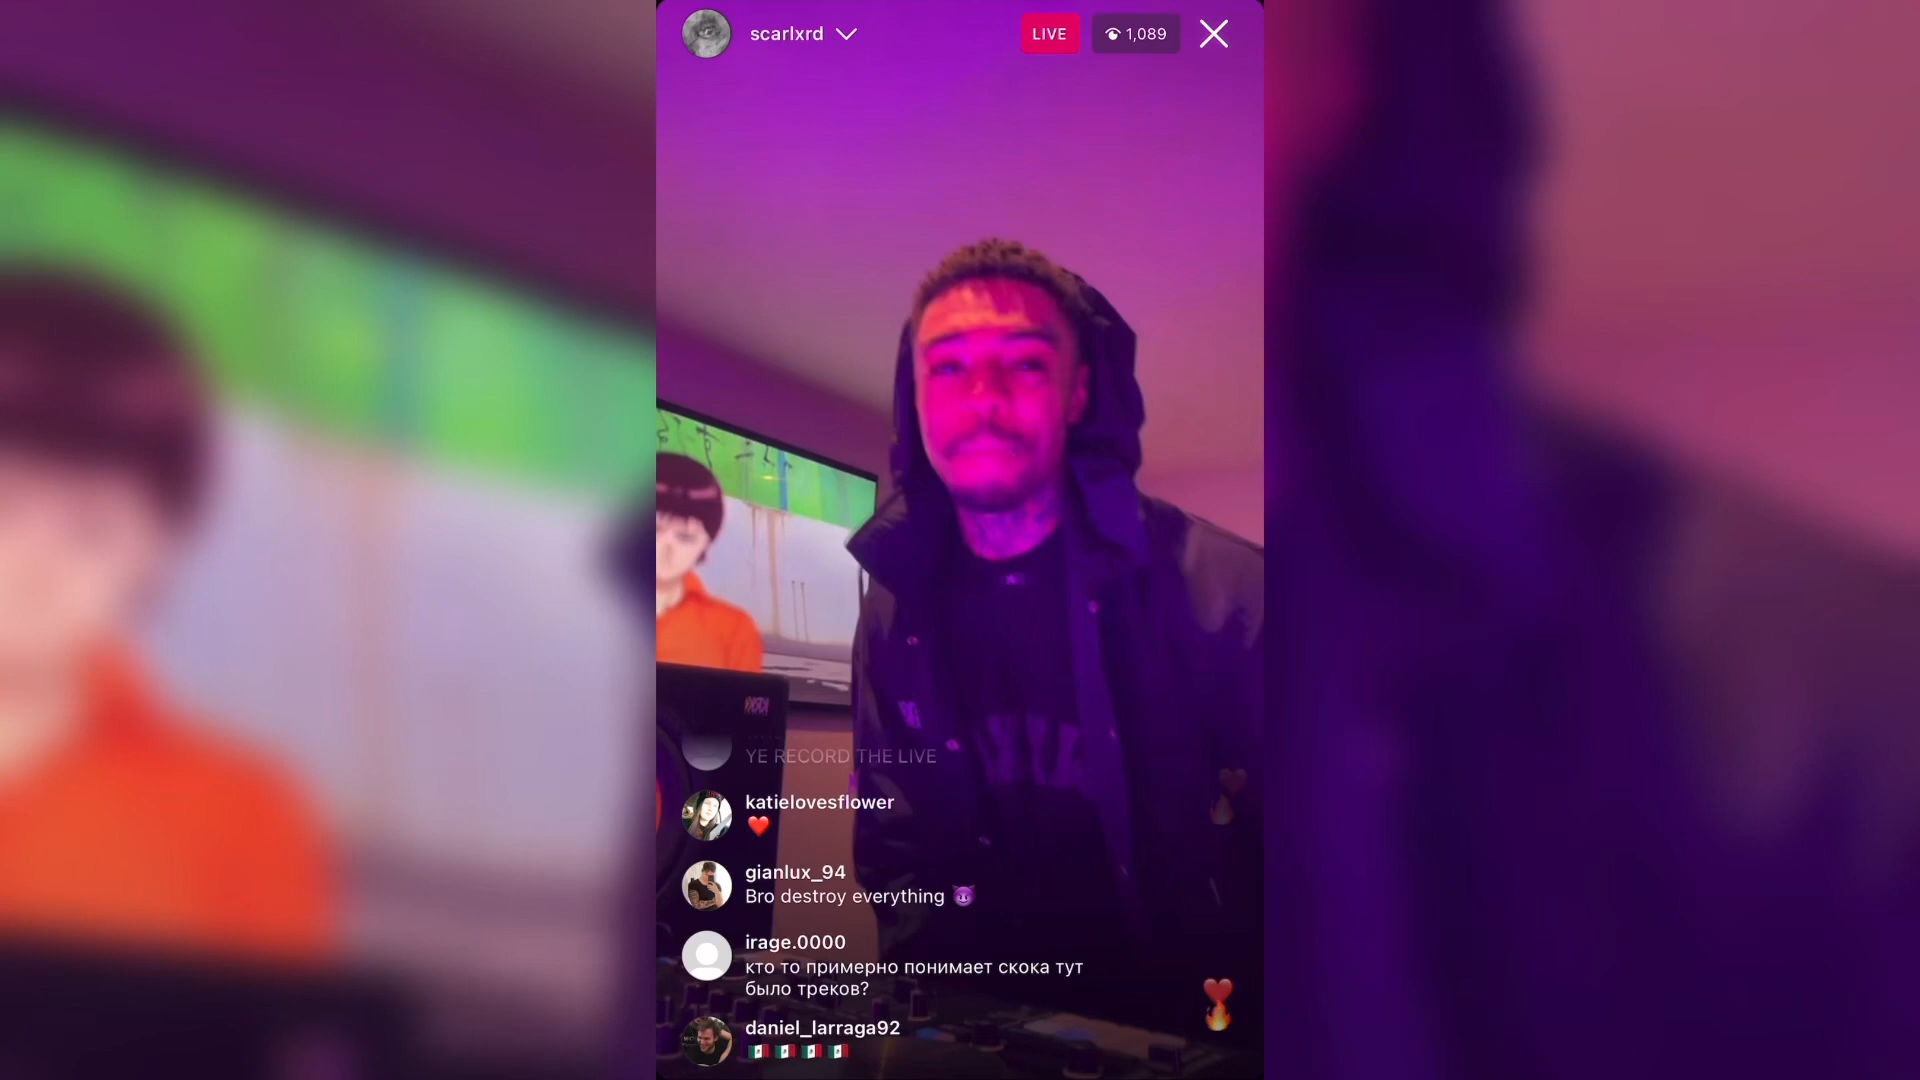 scarlxrd
LIVE
1,089
YE RECORD THE LIVE
katielovesflower
❤️
gianlux_94
Bro destroy everything 😈
irage.0000
кто то примерно понимает скока тут
было треков?
daniel_larraga92
🇲🇽🇲🇽🇲🇽🇲🇽